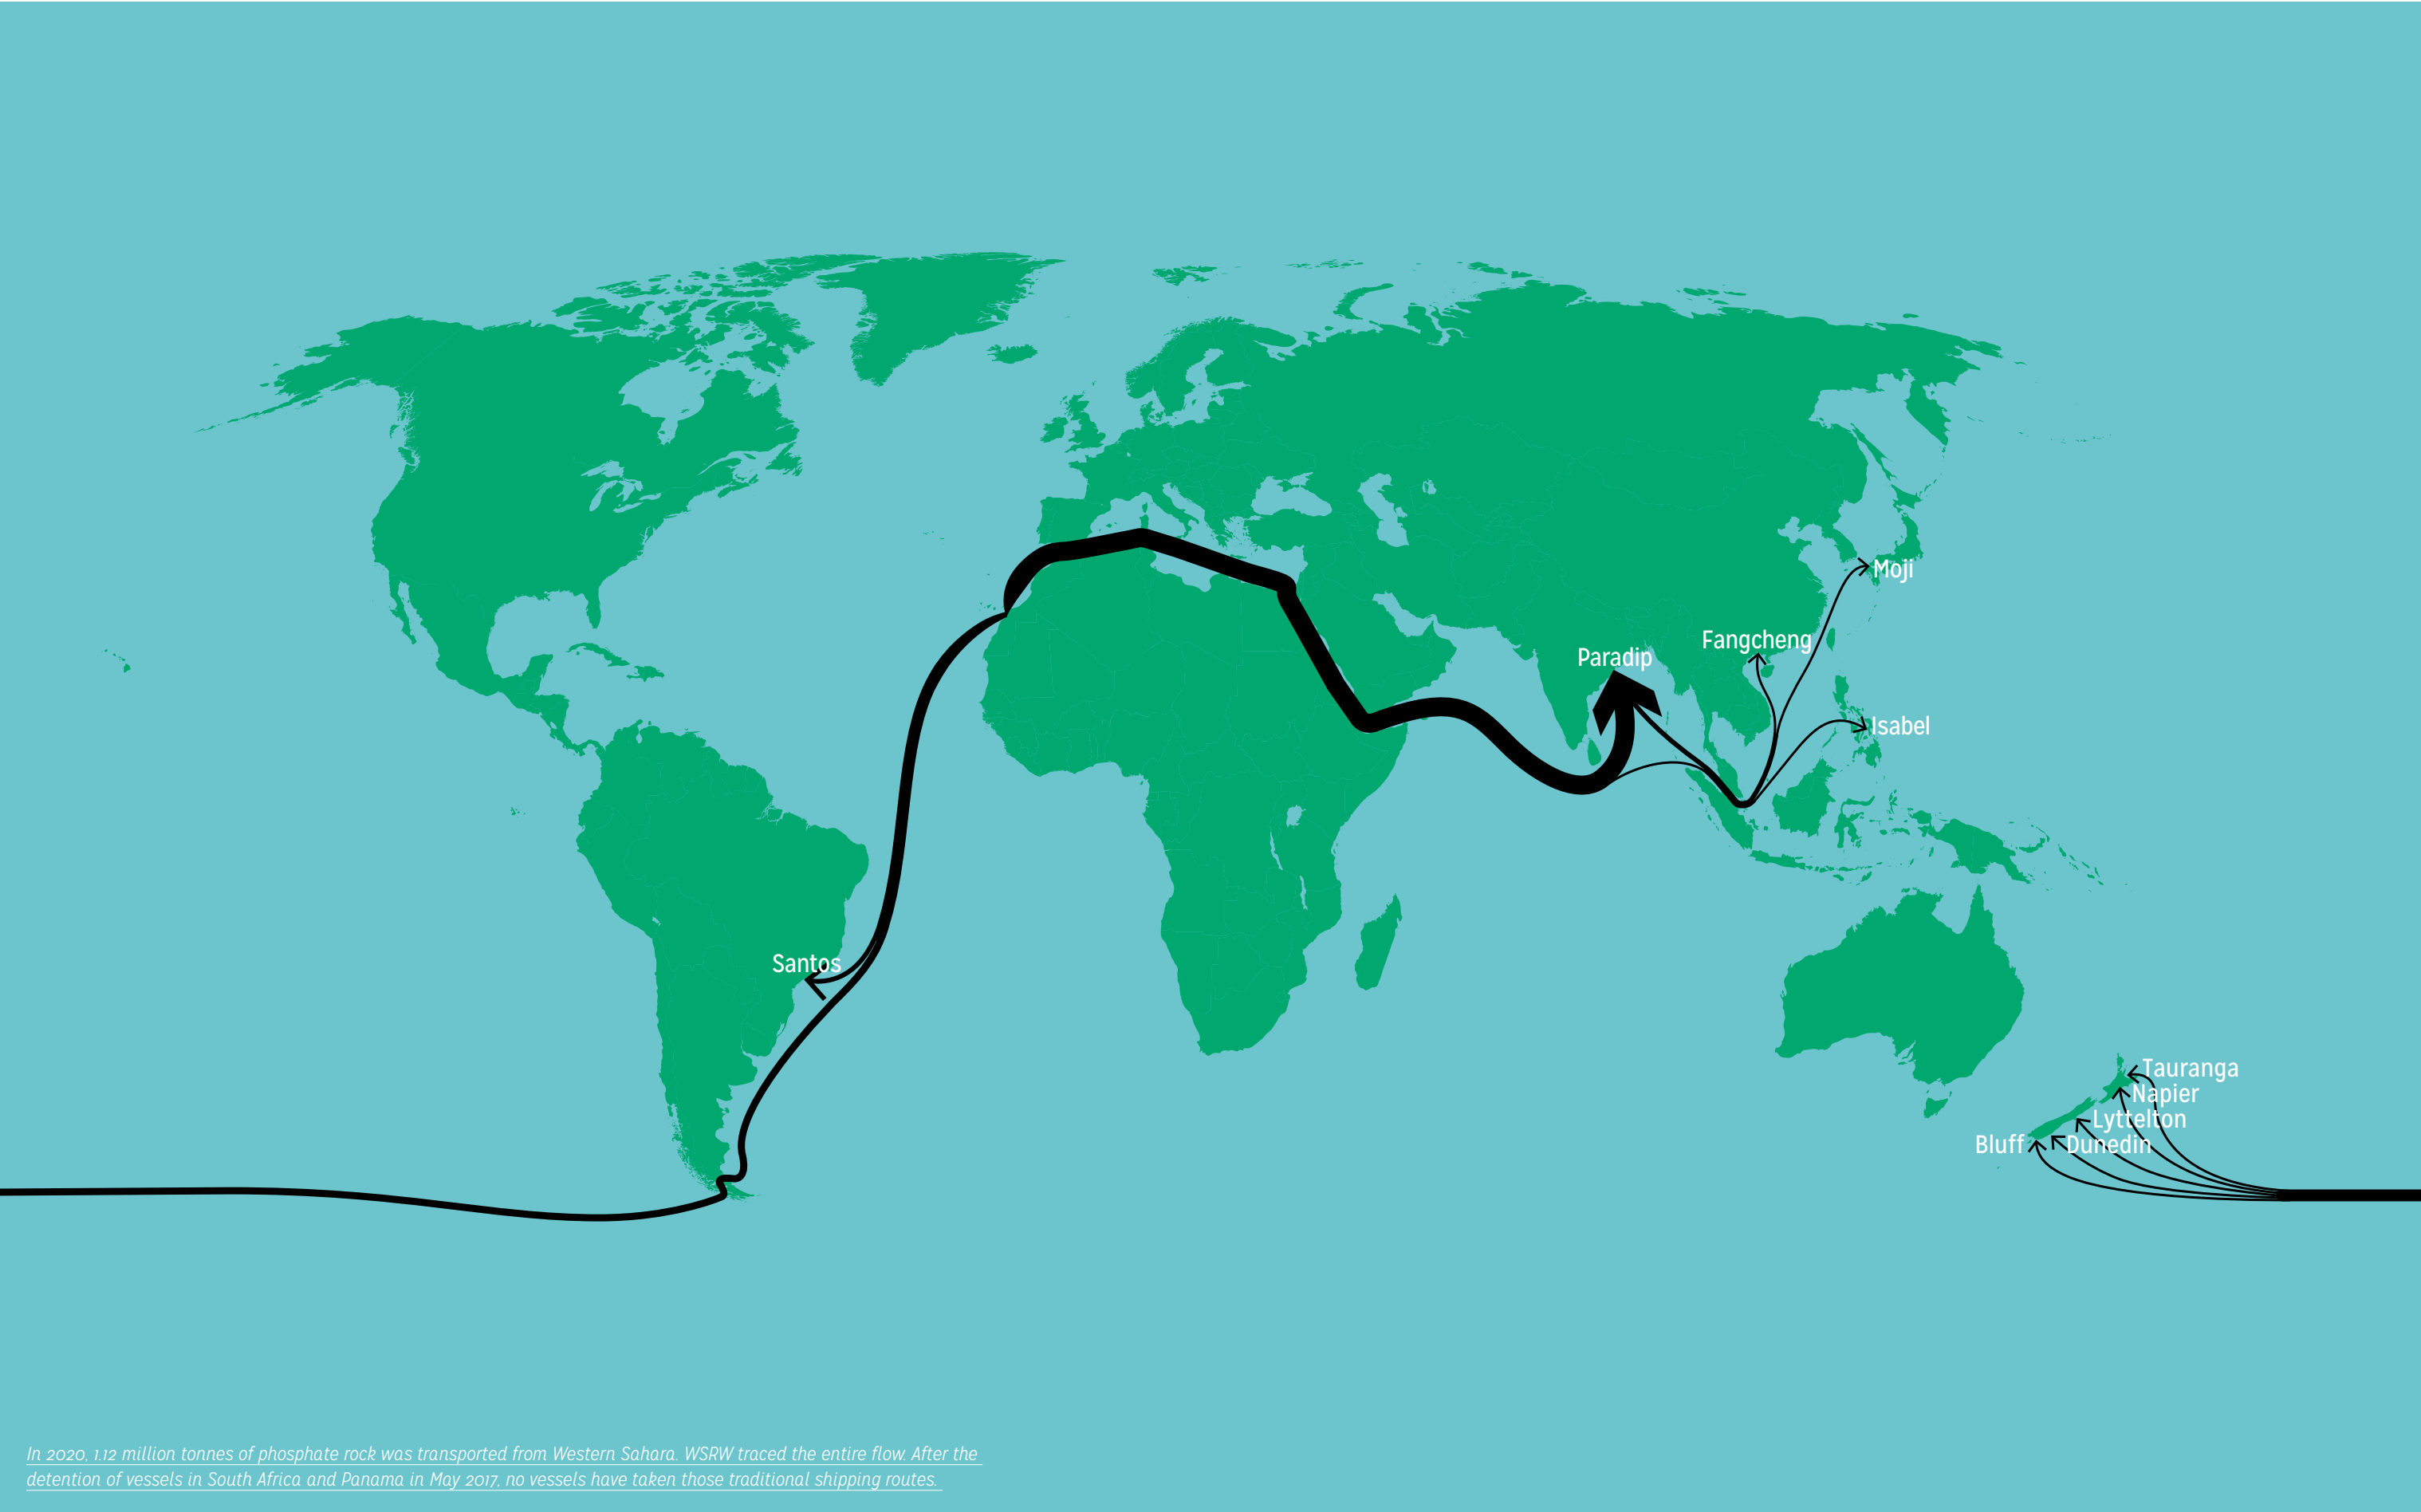 Moji
Fangcheng
Paradip
Isabel
Santos
Tauranga
Napier
Lyttelton
Bluff
Dunedin
In 2020, 1.12 million tonnes of phosphate rock was transported from Western Sahara. WSRW traced the entire flow. After the
detention of vessels in South Africa and Panama in May 2017, no vessels have taken those traditional shipping routes.